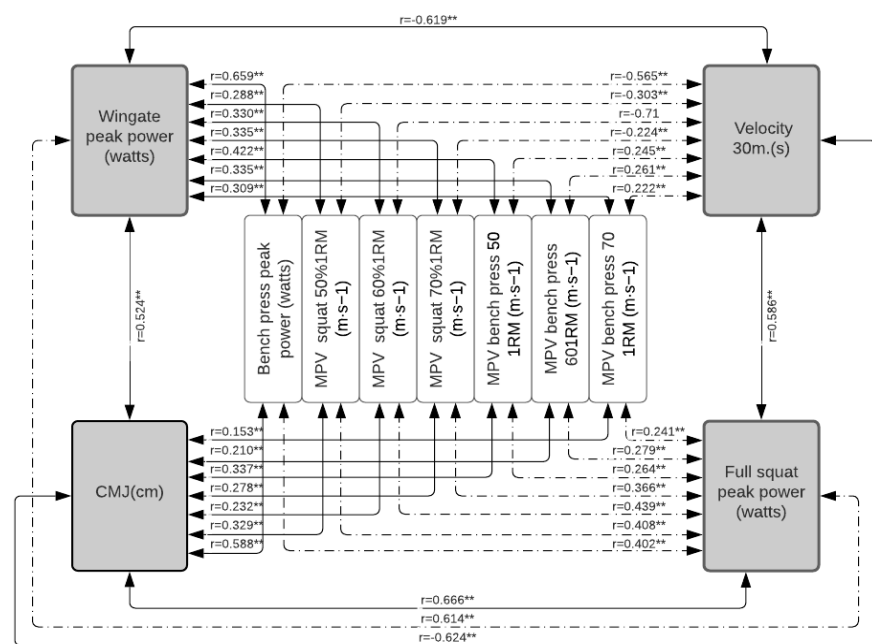 r=-0.619**
Wingate
peak power
(watts)
r=0.659**
r=0.288**
r=0.330**
r=0.335**
r=0.422**
r=0.335**
r=0.309**
r=-0.565**
r=-0.303**
r=-0.71
r=-0.224**
r=0.245**
r=0.261**
r=0.222**
Velocity
30m.(s)
Bench press peak
power (watts)
MPV squat 50%1RM
(m·s−1)
MPV squat 60%1RM
(m·s−1)
MPV squat 70%1RM
(m·s−1)
MPV bench press 50
1RM (m·s−1)
MPV bench press
601RM (m·s−1)
MPV bench press 70
1RM (m·s−1)
r=0.524**
r=0.586**
CMJ(cm)
r=0.153**
r=0.210**
r=0.337**
r=0.278**
r=0.232**
r=0.329**
r=0.588**
r=0.241**
r=0.279**
r=0.264**
r=0.366**
r=0.439**
r=0.408**
r=0.402**
Full squat
peak power
(watts)
r=0.666**
r=0.614**
r=-0.624**